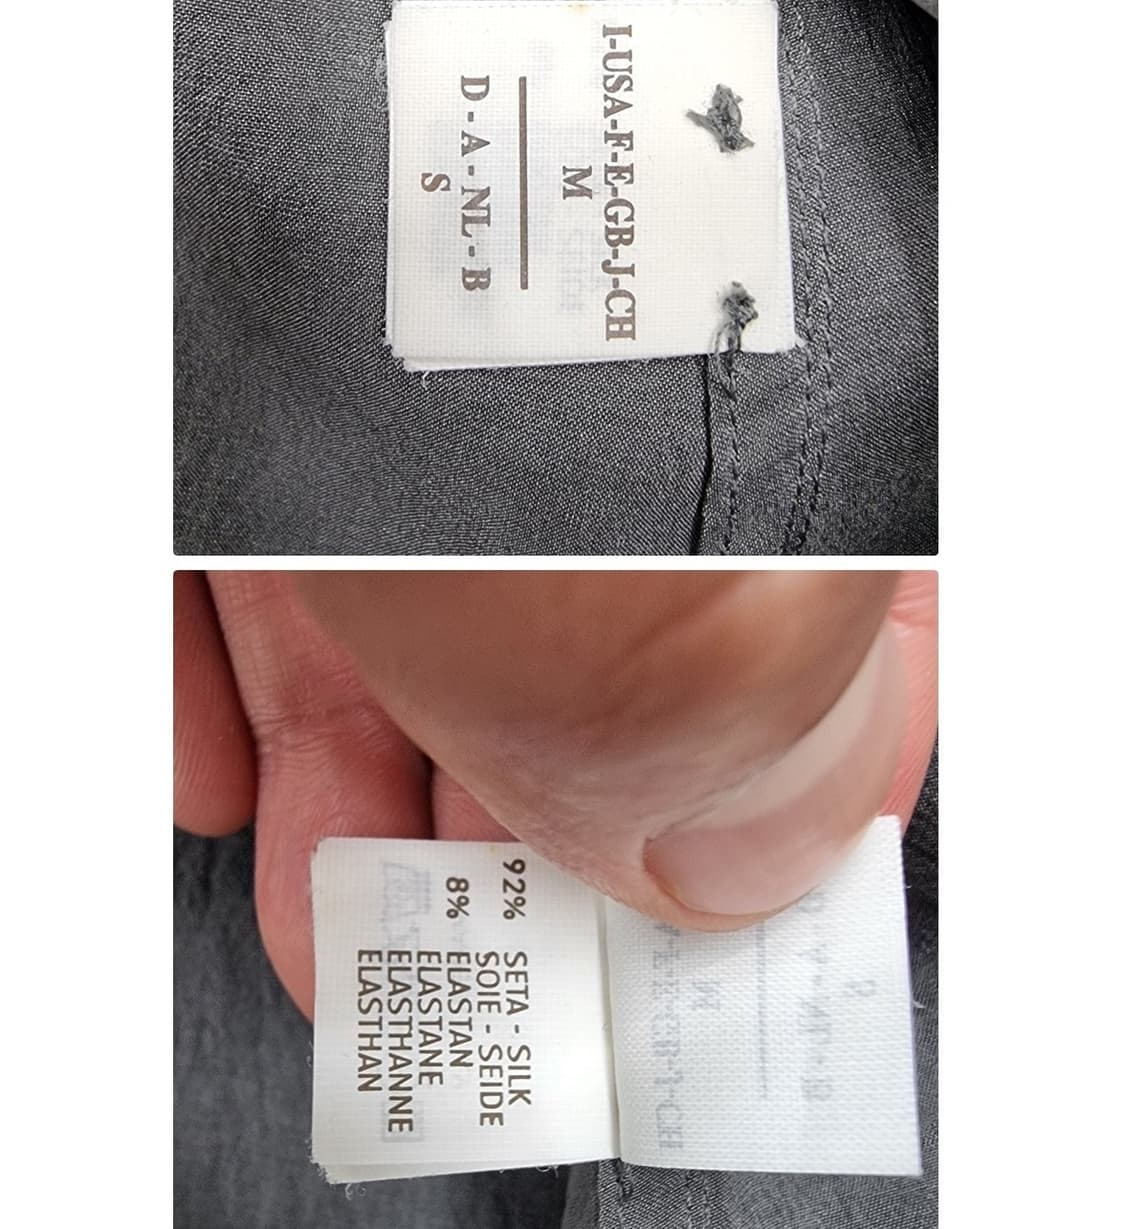 I-USA-F-E-GB-J-CH
M
D - A - NL - B
S
92% SETA - SILK
SOIE - SEIDE
8% ELASTAN
ELASTANE
ELASTHANNE
ELASTHAN